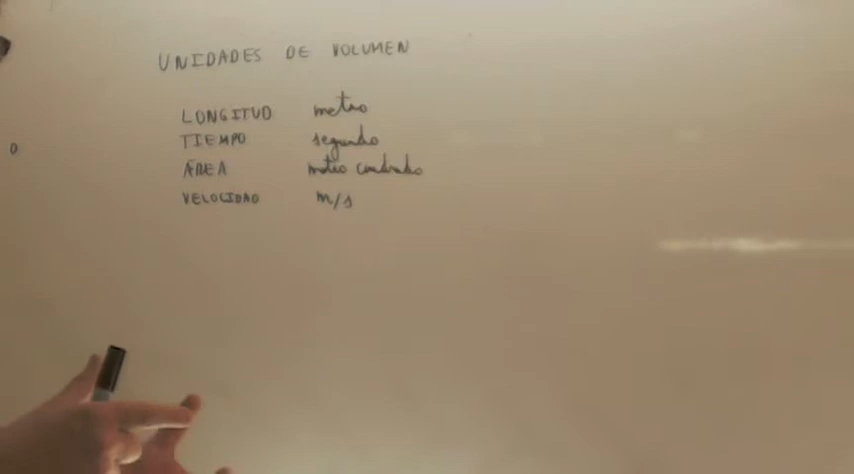 UNIDADES DE VOLUMEN
LONGITUD metro
TIEMPO segundo
ÁREA metro cuadrado
VELOCIDAD m/s